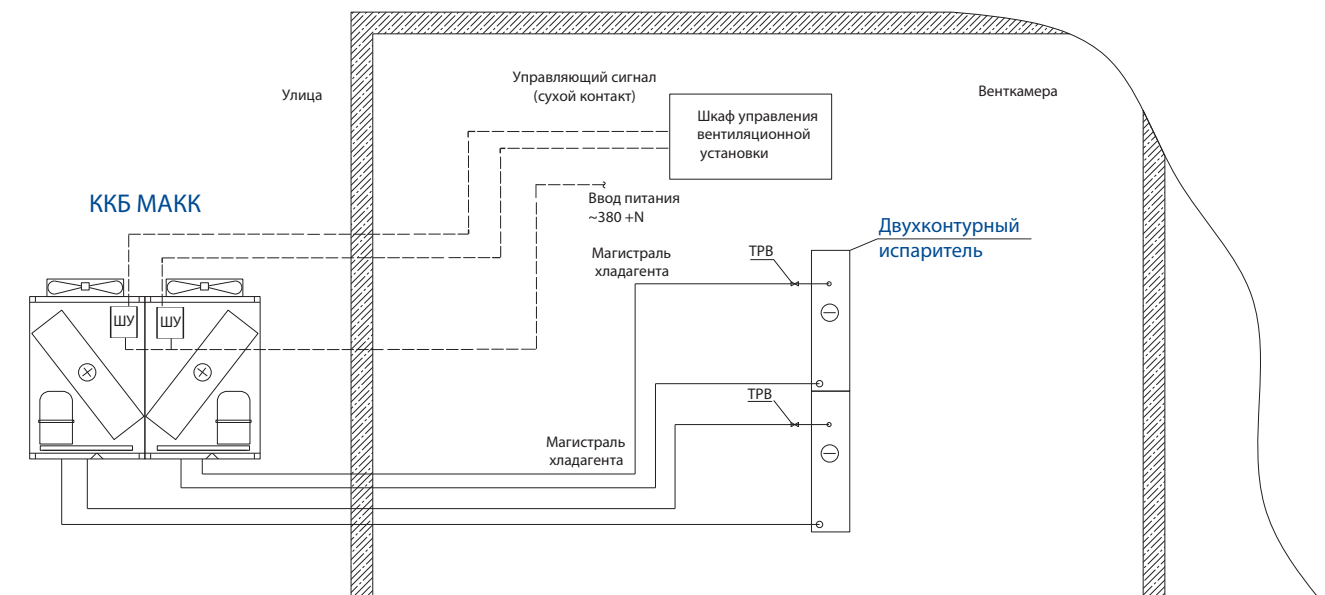 Управляющий сигнал
(сухой контакт)
Улица
Венткамера
Шкаф управления
вентиляционной
установки
ККБ МАКК
Ввод питания
~380 +N
Двухконтурный
испаритель
Магистраль
хладагента
ТРВ
ШУ
ШУ
ТРВ
Магистраль
хладагента